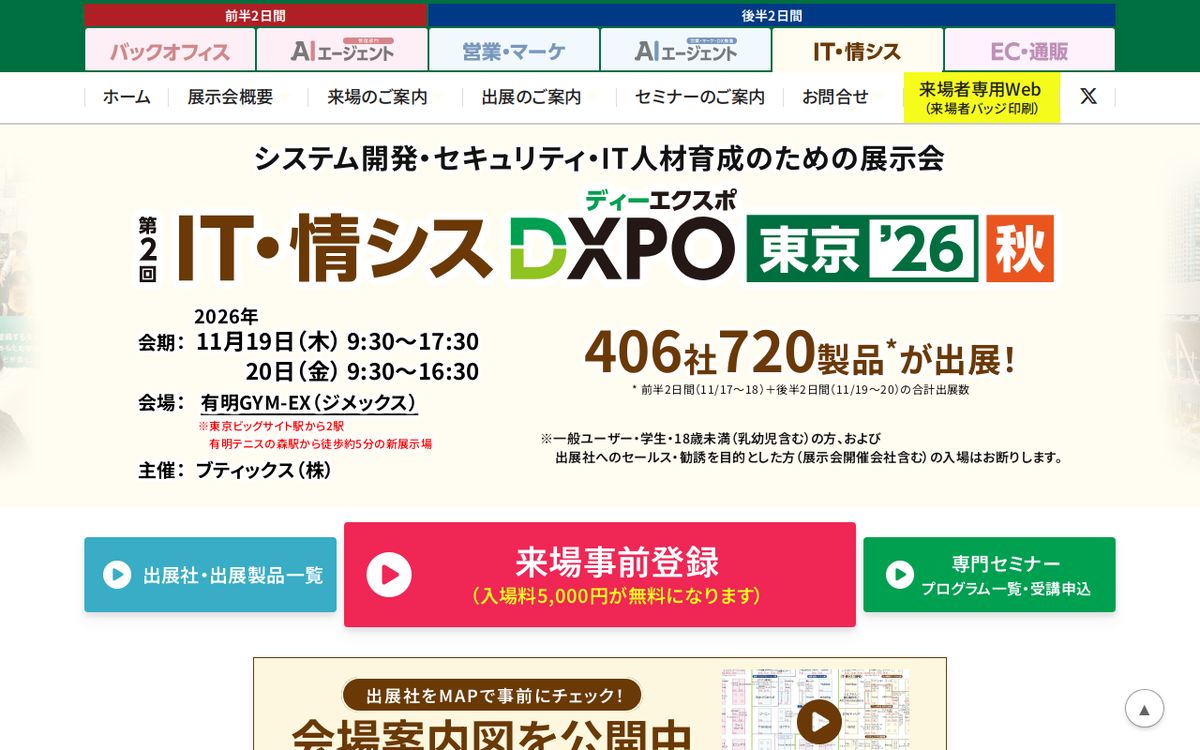 前半2日間
後半2日間
バックオフィス
AIエージェント
営業・マーケ
AIエージェント
IT・情シス
EC・通販
ホーム
展示会概要
来場のご案内
出展のご案内
セミナーのご案内
お問合せ
来場者専用Web
（来場者バッジ印刷）
X
システム開発・セキュリティ・IT人材育成のための展示会
第2回
IT・情シス
ディーエクスポ
DXPO
東京
’26
秋
2026年
会期： 11月19日（木） 9:30〜17:30
20日（金） 9:30〜16:30
会場： 有明GYM-EX（ジメックス）
※東京ビッグサイト駅から2駅
有明テニスの森駅から徒歩約5分の新展示場
主催： ブティックス（株）
406社720製品*が出展！
* 前半2日間（11/17〜18）＋後半2日間（11/19〜20）の合計出展数
※一般ユーザー・学生・18歳未満（乳幼児含む）の方、および
出展社へのセールス・勧誘を目的とした方（展示会開催会社含む）の入場はお断りします。
出展社・出展製品一覧
来場事前登録
（入場料5,000円が無料になります）
専門セミナー
プログラム一覧・受講申込
出展社をMAPで事前にチェック！
会場案内図を公開中
▲